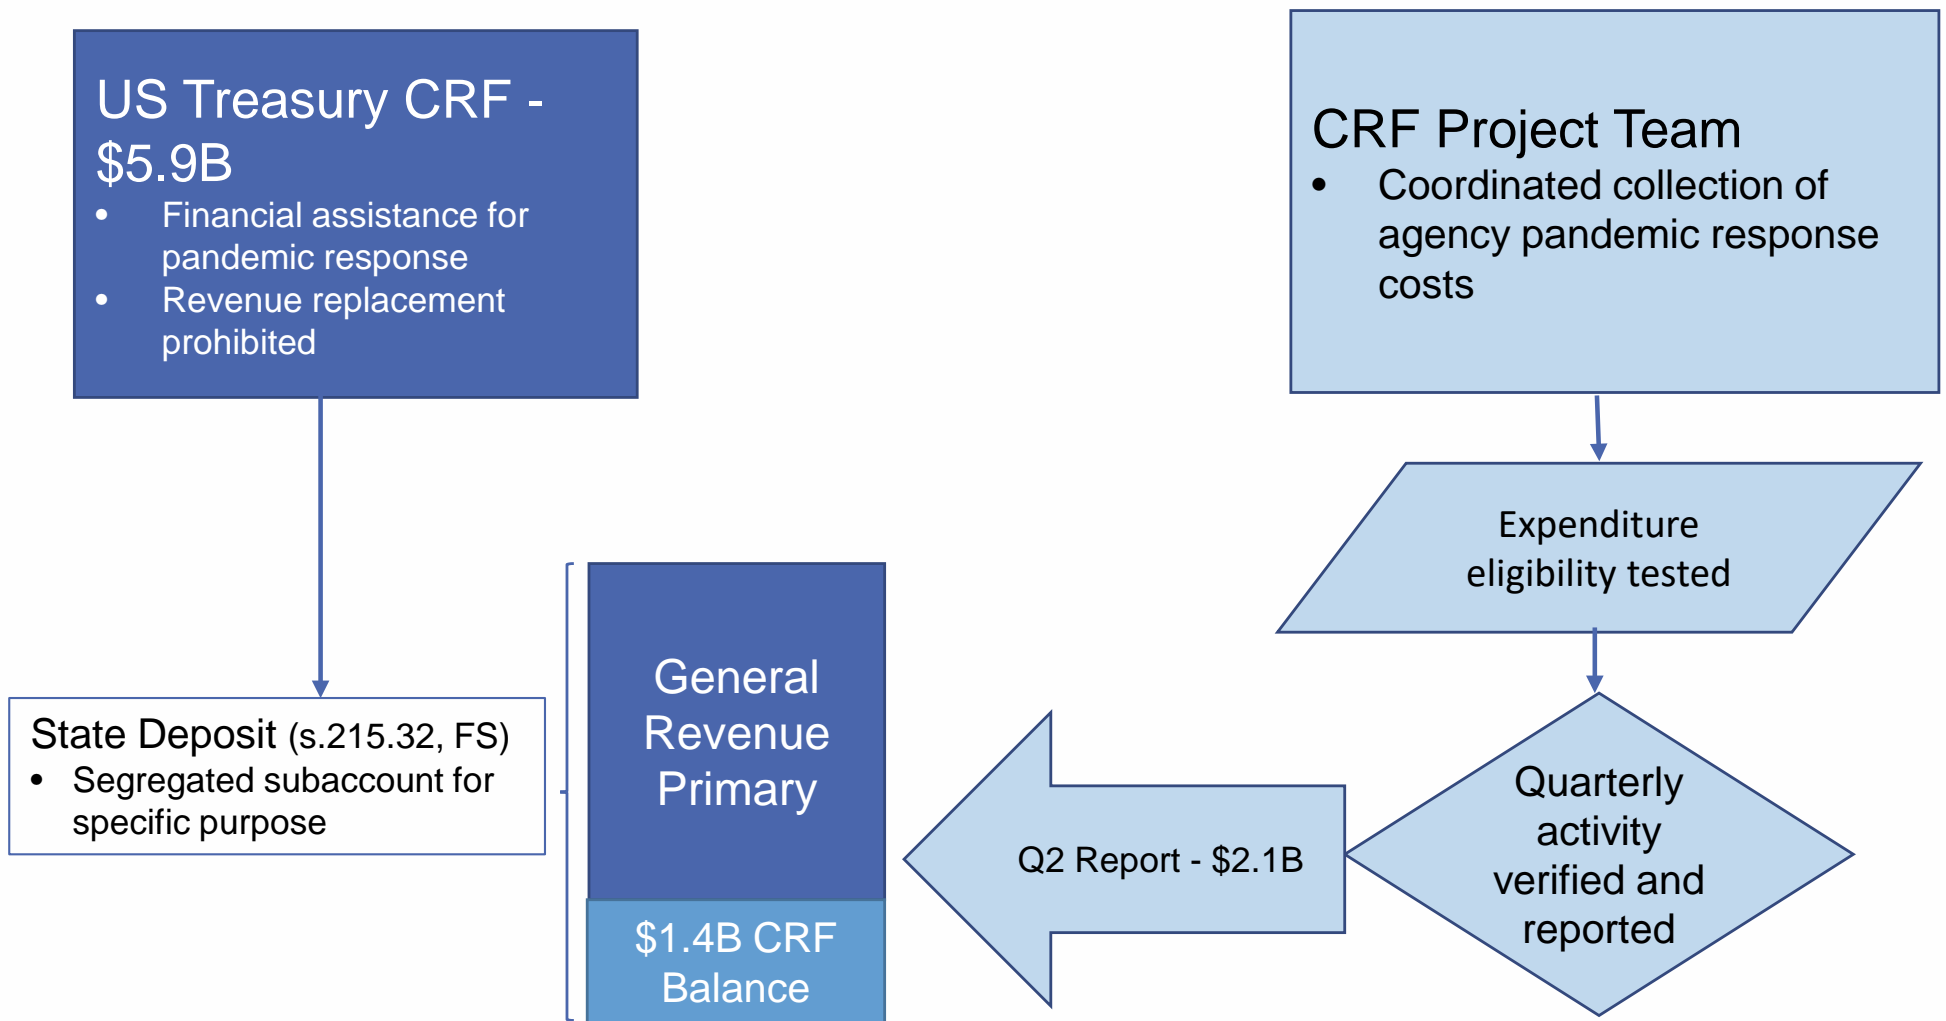 US Treasury CRF -
$5.9B
• Financial assistance for
pandemic response
• Revenue replacement
prohibited
CRF Project Team
• Coordinated collection of
agency pandemic response
costs
Expenditure
eligibility tested
State Deposit (s.215.32, FS)
• Segregated subaccount for
specific purpose
General
Revenue
Primary
$1.4B CRF
Balance
Q2 Report - $2.1B
Quarterly
activity
verified and
reported